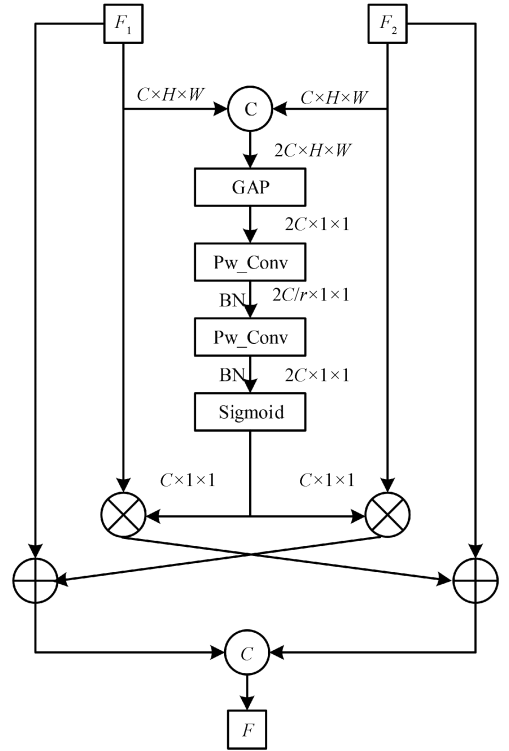 F₁
F₂
C×H×W
C×H×W
C
2C×H×W
GAP
2C×1×1
Pw_Conv
BN
2C/r×1×1
Pw_Conv
BN
2C×1×1
Sigmoid
C×1×1
C×1×1
C
F